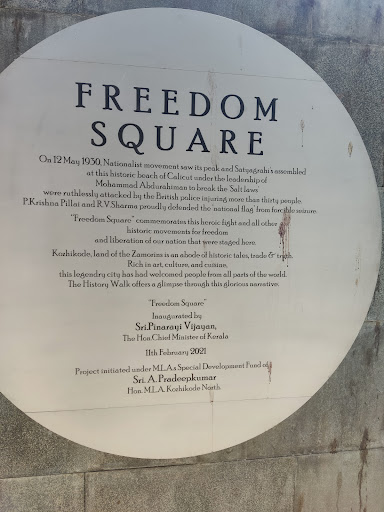 FREEDOM
SQUARE
On 12 May 1930, Nationalist movement saw its peak and Satyagrahi's assembled
at this historic beach of Calicut under the leadership of
Mohammad Abdurahiman to break the 'Salt laws'
were ruthlessly attacked by the British police injuring more than thirty people.
P.Krishna Pillai and R.V.Sharma proudly defended the national flag from forcible seizure.
"Freedom Square" commemorates this heroic fight and all other
historic movements for freedom
and liberation of our nation that were staged here.
Kozhikode, land of the Zamorins is an abode of historic tales, trade & truth.
Rich in art, culture, and cuisine,
this legendry city has had welcomed people from all parts of the world.
The History Walk offers a glimpse through this glorious narrative.
"Freedom Square"
Inaugurated by
Sri.Pinarayi Vijayan,
The Hon.Chief Minister of Kerala
11th February 2021
Project initiated under M.L.A.s Special Development Fund of
Sri. A. Pradeepkumar
Hon. M.L.A. Kozhikode North.